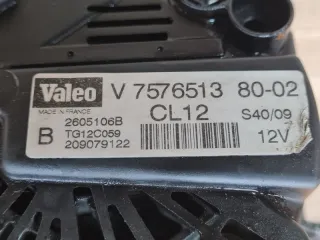 Valeo V 7576513 80-02
MADE IN FRANCE CL12 S40/09
2605106B
B TG12C059 12V
209079122